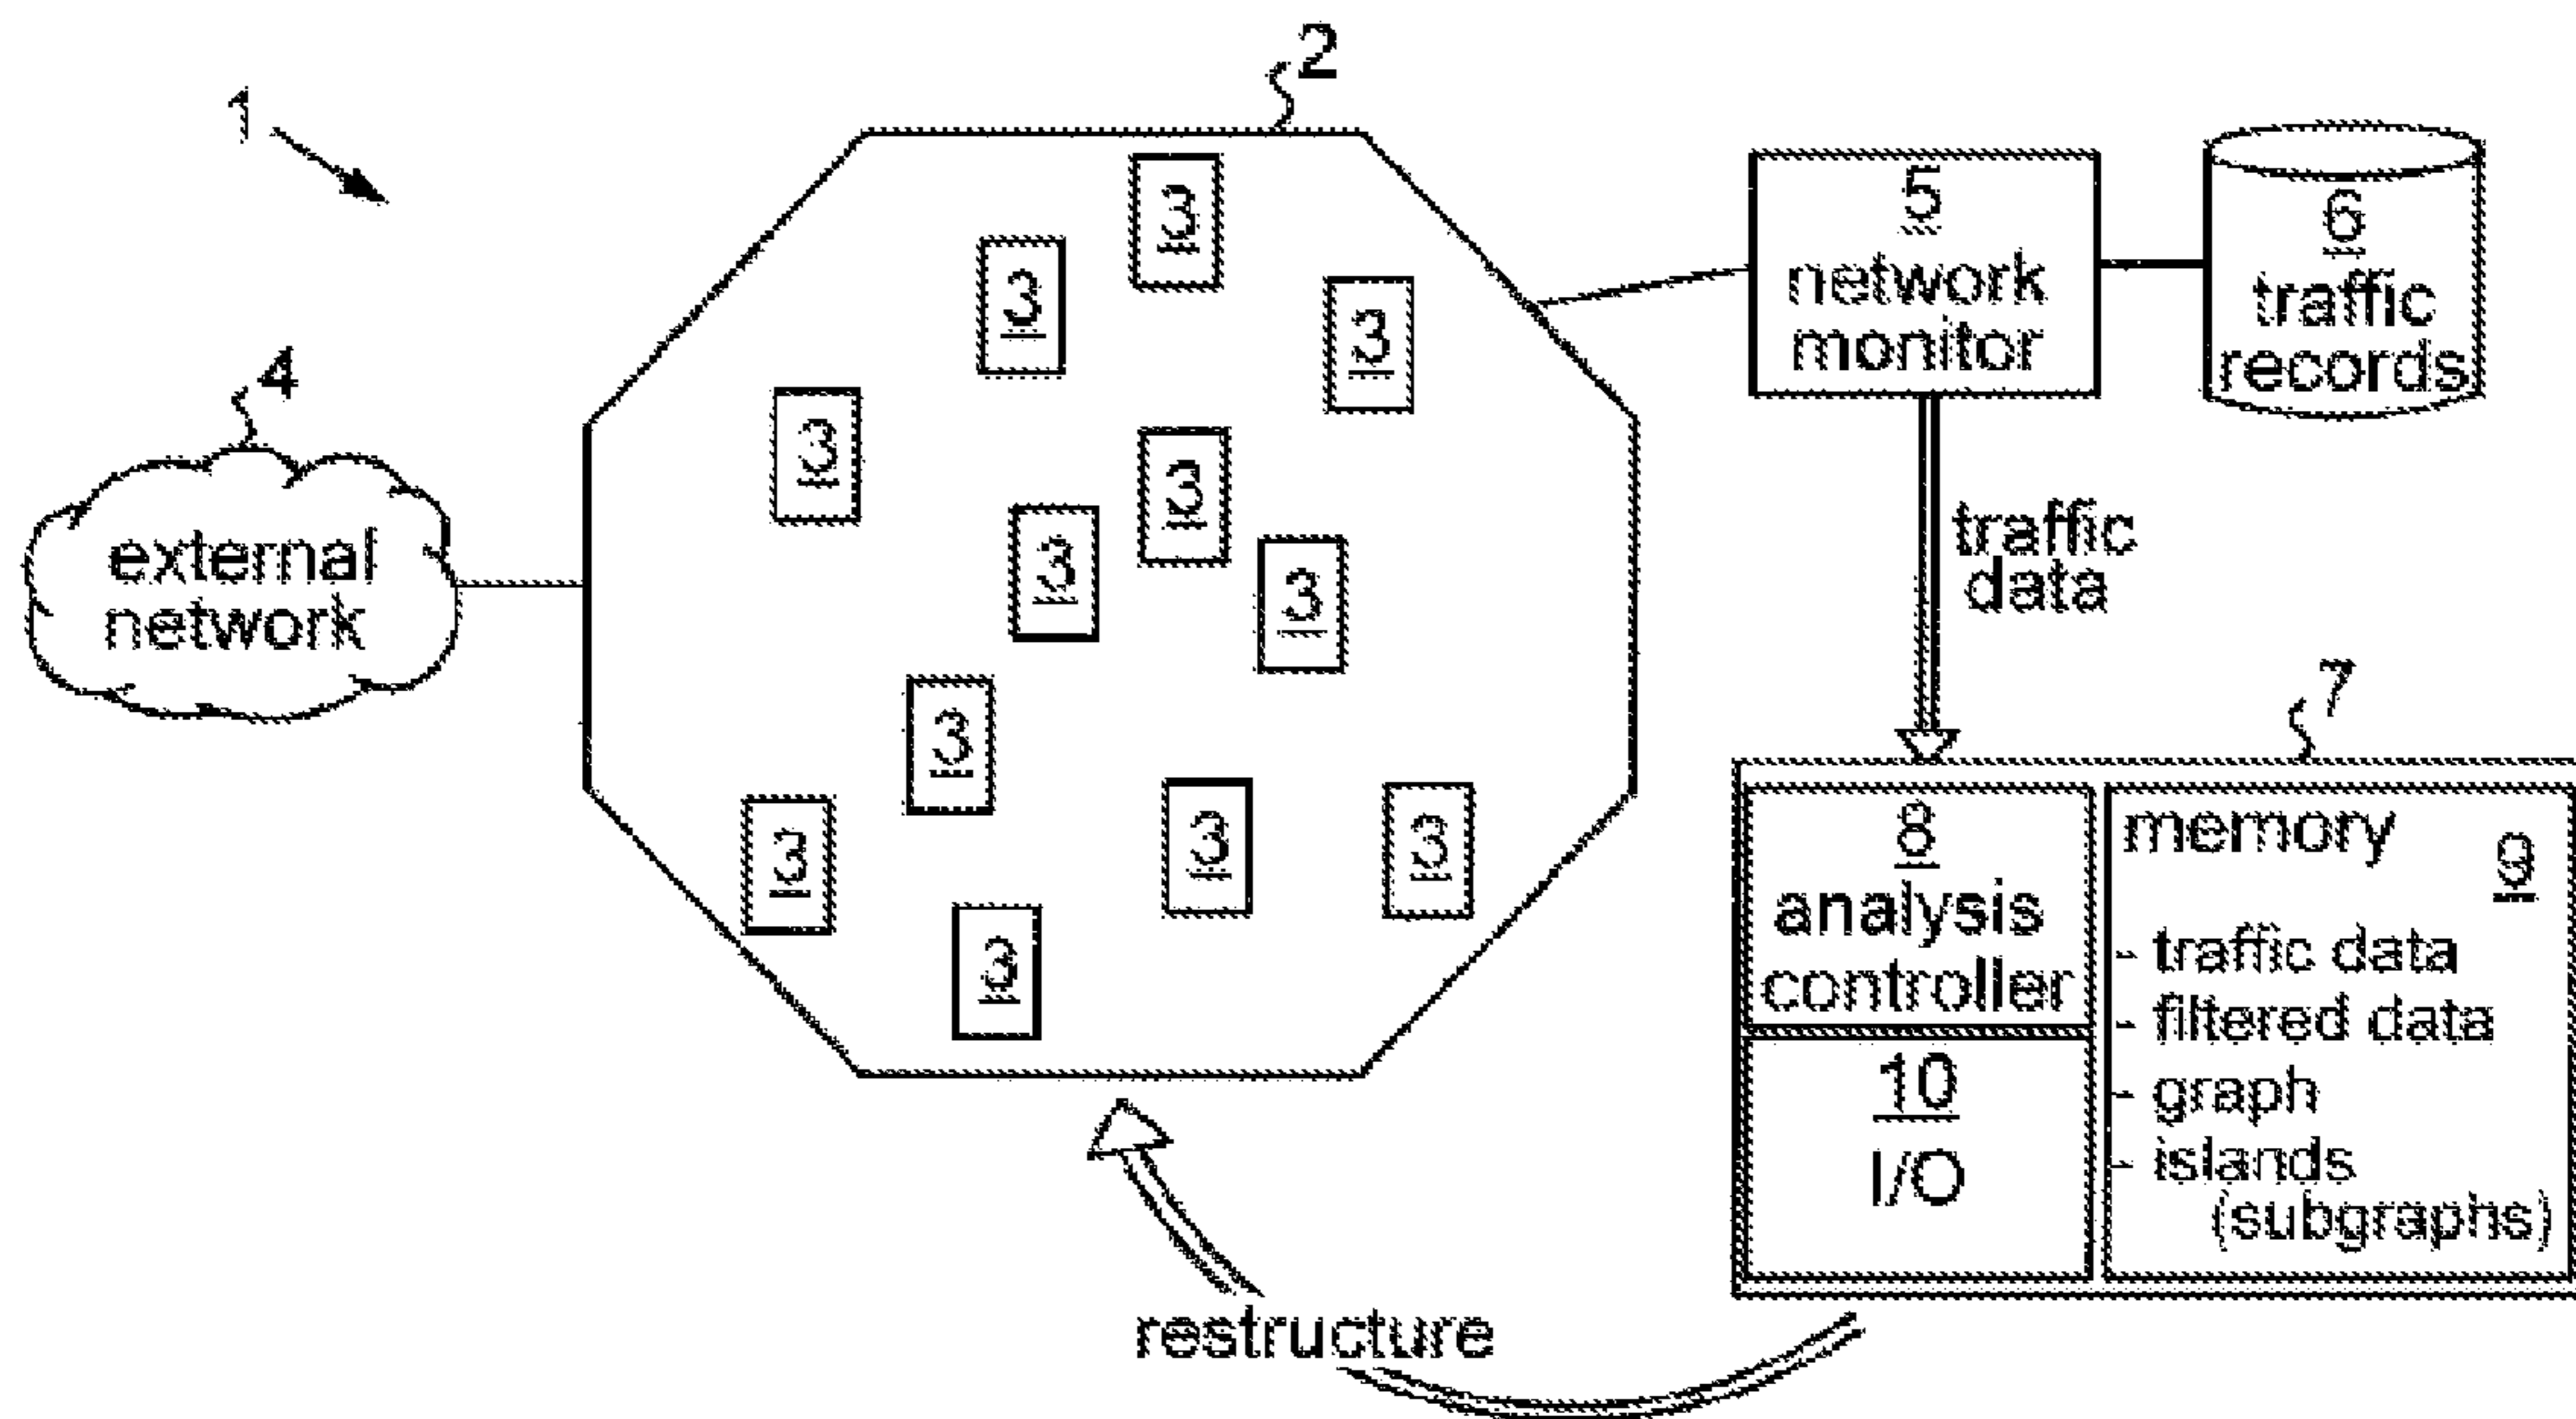 1
2
3
3
3
3
3
3
3
3
3
3
3
3
4
external
network
5
network
monitor
6
traffic
records
traffic
data
7
8
analysis
controller
10
I/O
memory
9
- traffic data
- filtered data
- graph
- islands
(subgraphs)
restructure